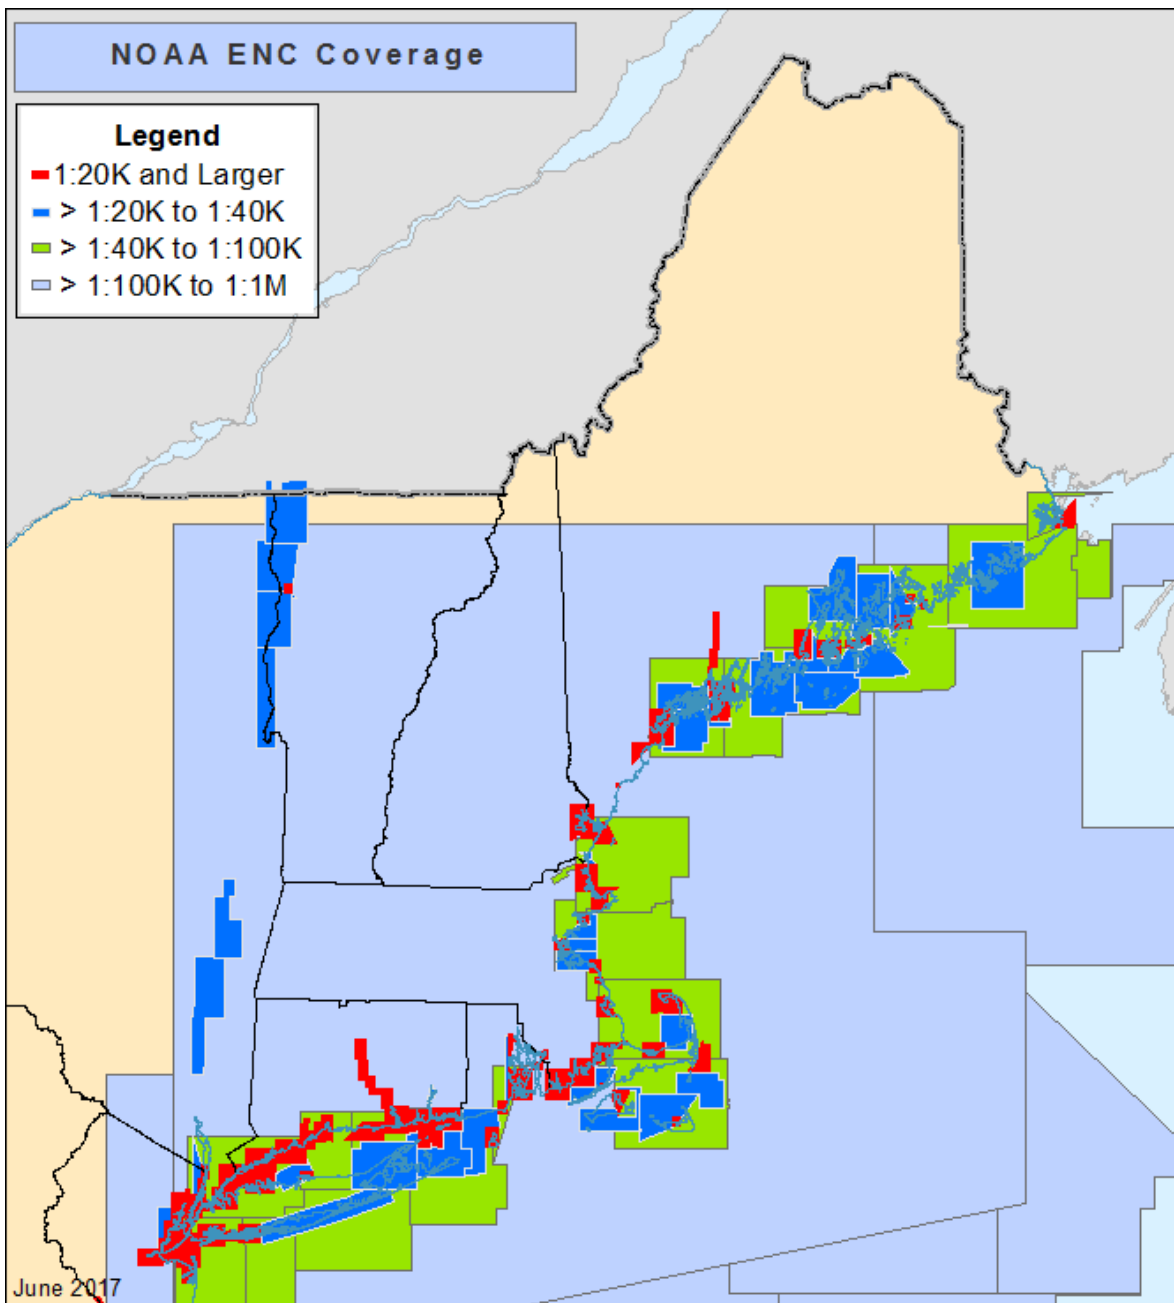 NOAA ENC Coverage
Legend
1:20K and Larger
> 1:20K to 1:40K
> 1:40K to 1:100K
> 1:100K to 1:1M
June 2017